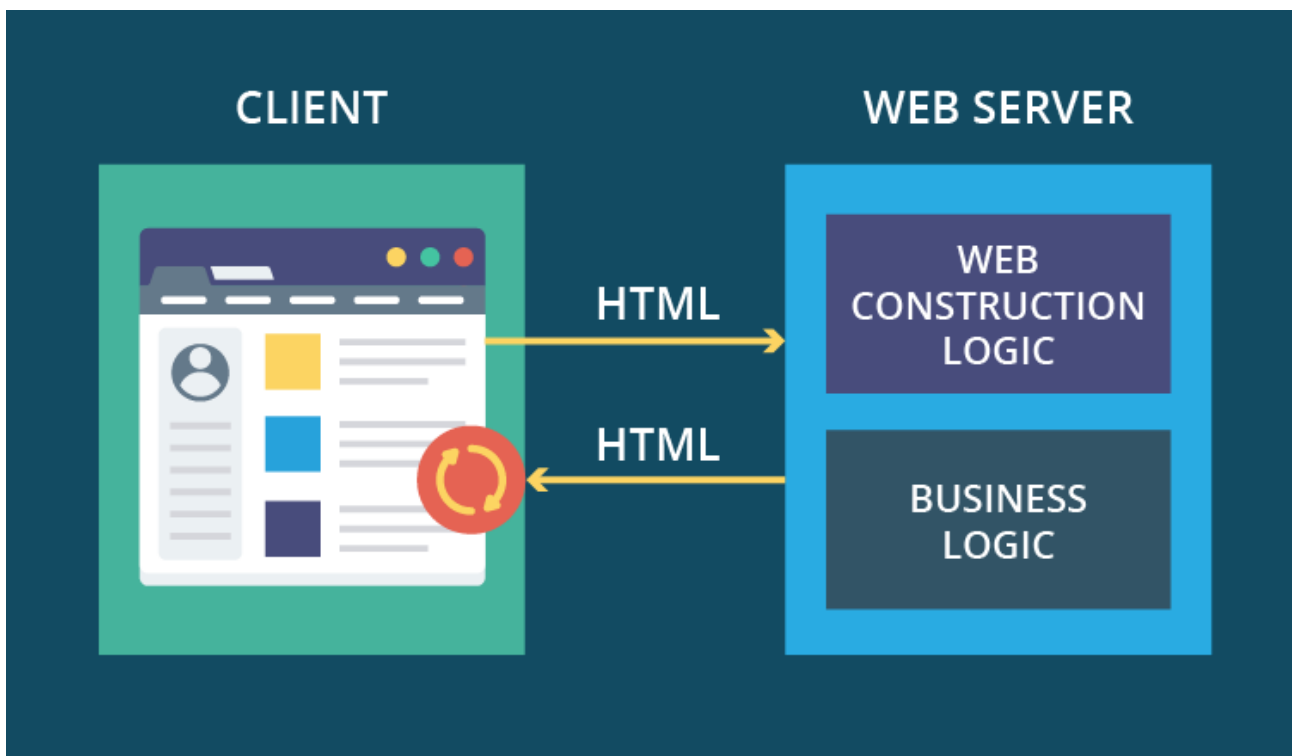 CLIENT
WEB SERVER
HTML
HTML
WEB
CONSTRUCTION
LOGIC
BUSINESS
LOGIC